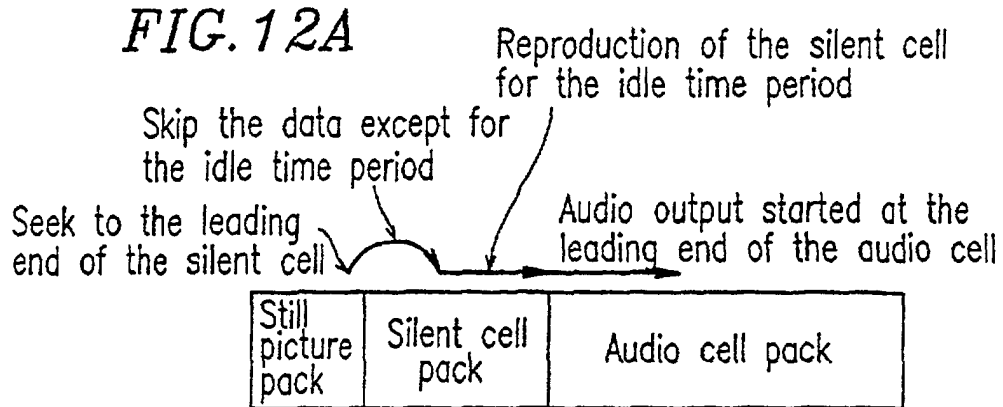 FIG. 12A
Reproduction of the silent cell
for the idle time period
Skip the data except for
the idle time period
Seek to the leading
end of the silent cell
Audio output started at the
leading end of the audio cell
Still
picture
pack
Silent cell
pack
Audio cell pack